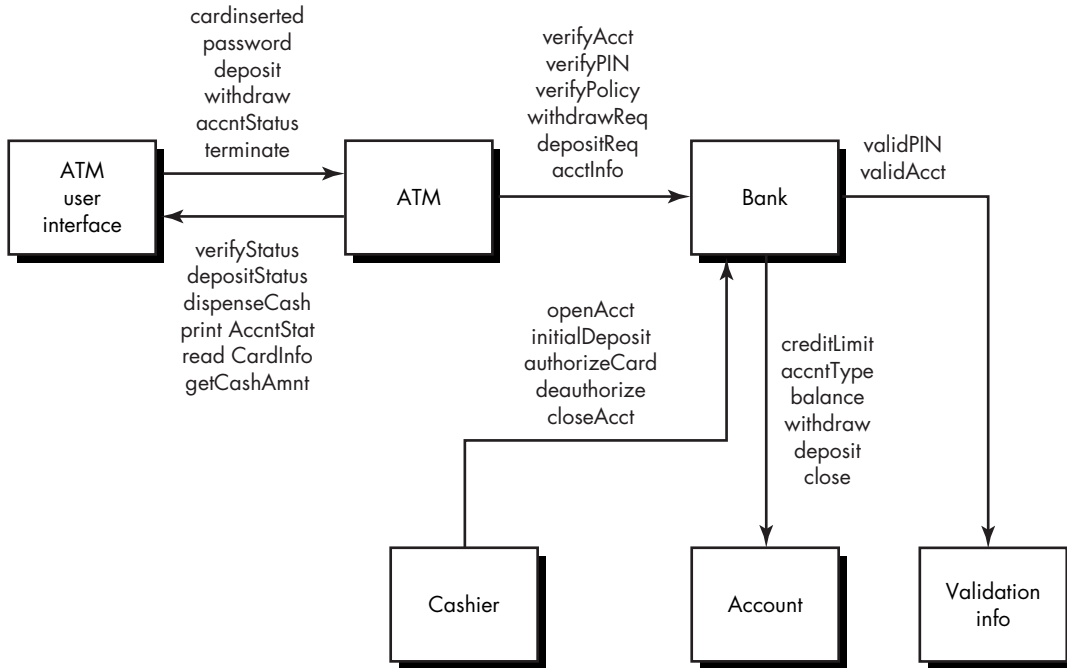 cardinserted
password
deposit
withdraw
accntStatus
terminate
verifyAcct
verifyPIN
verifyPolicy
withdrawReq
depositReq
acctInfo
validPIN
validAcct
ATM
user
interface
ATM
Bank
verifyStatus
depositStatus
dispenseCash
print AccntStat
read CardInfo
getCashAmnt
openAcct
initialDeposit
authorizeCard
deauthorize
closeAcct
creditLimit
accntType
balance
withdraw
deposit
close
Cashier
Account
Validation
info